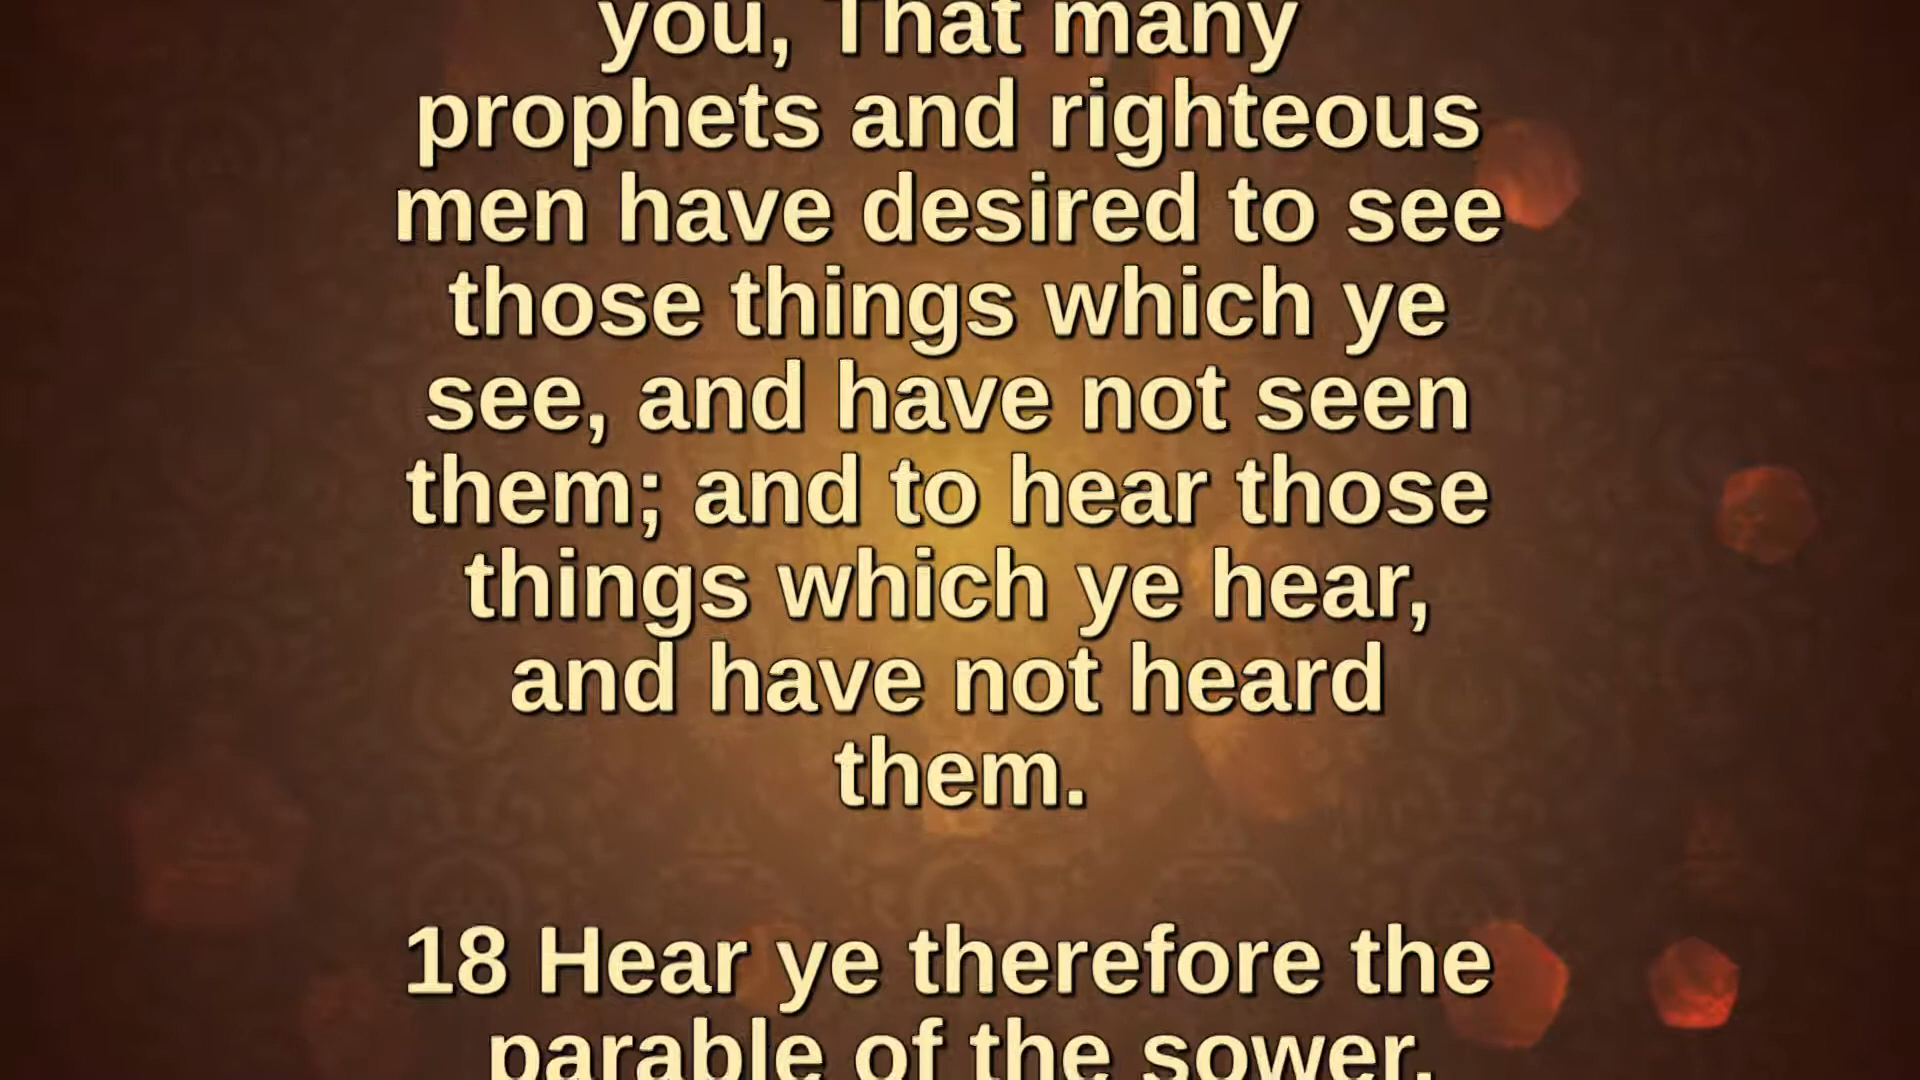 you, That many
prophets and righteous
men have desired to see
those things which ye
see, and have not seen
them; and to hear those
things which ye hear,
and have not heard
them.
18 Hear ye therefore the
parable of the sower.